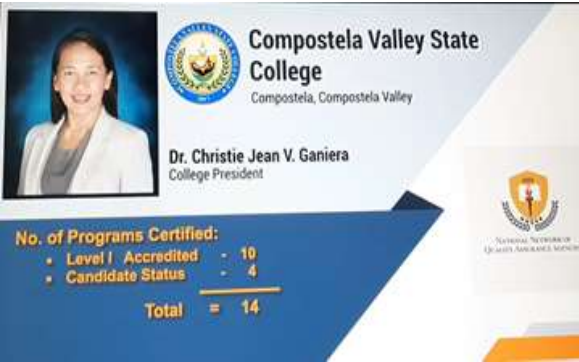 Compostela Valley State
College
Compostela, Compostela Valley
Dr. Christie Jean V. Ganiera
College President
No. of Programs Certified:
• Level I Accredited - 10
• Candidate Status - 4
Total = 14
NATIONAL NETWORK OF
QUALITY ASSURANCE AGENCIES